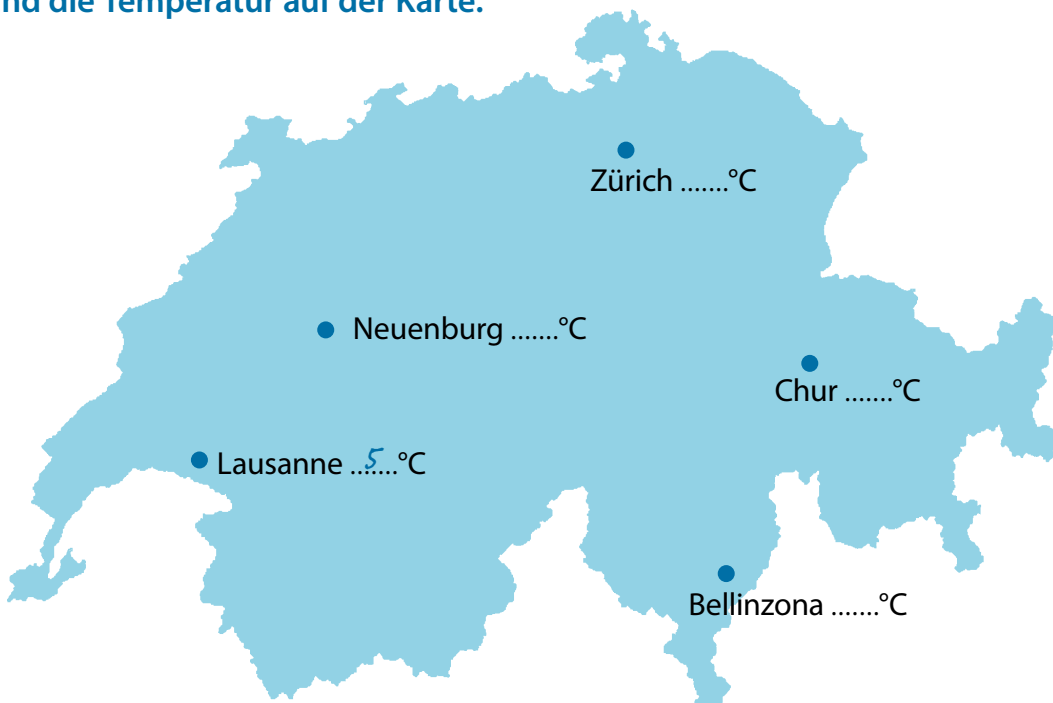 nd die Temperatur auf der Karte.
Zürich .......°C
Neuenburg .......°C
Chur .......°C
Lausanne ...5....°C
Bellinzona .......°C